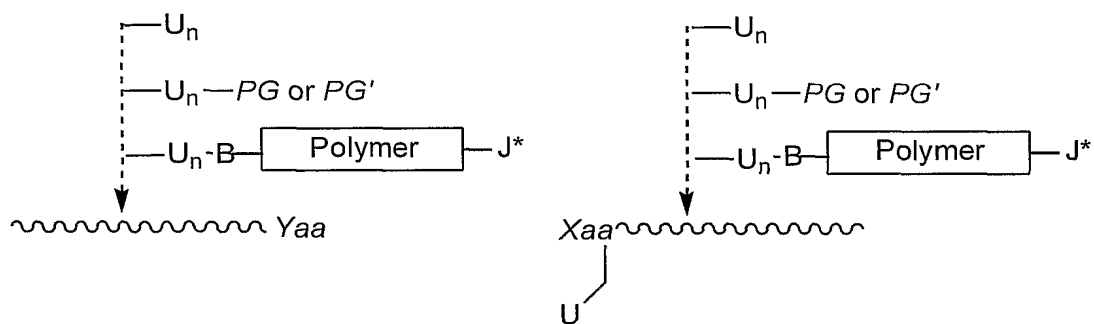 Uₙ
Uₙ—PG or PG'
Uₙ-B—Polymer—J*
Yaa
Uₙ
Uₙ—PG or PG'
Uₙ-B—Polymer—J*
Xaa
U